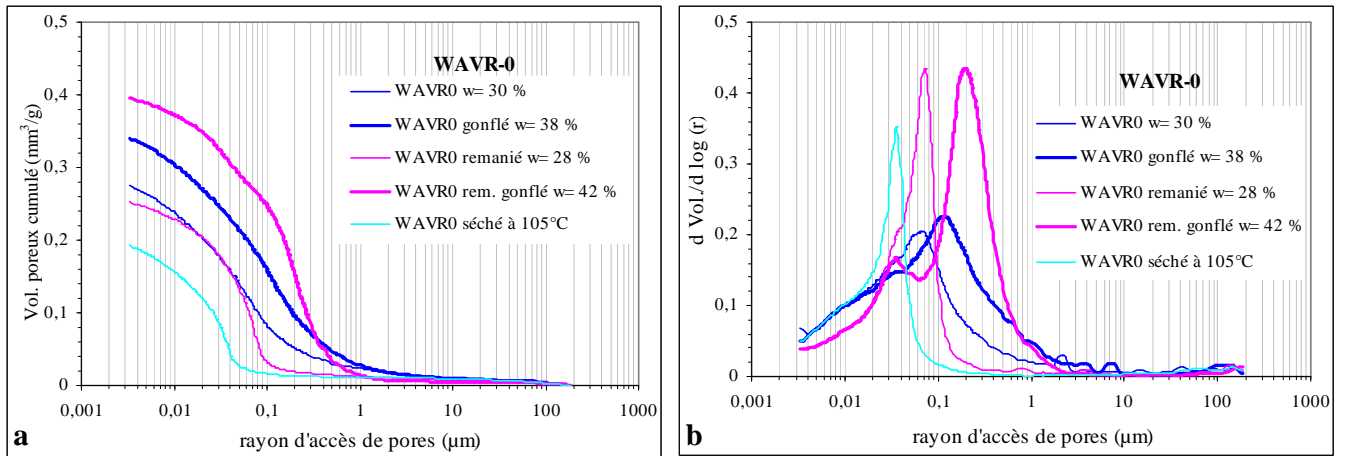 0,5
0,4
0,3
0,2
0,1
0
Vol. poreux cumulé (mm³/g)
WAVR-0
WAVR0 w= 30 %
WAVR0 gonflé w= 38 %
WAVR0 remanié w= 28 %
WAVR0 rem. gonflé w= 42 %
WAVR0 séché à 105°C
0,001 0,01 0,1 1 10 100 1000
rayon d'accès de pores (µm)
a
0,5
0,4
0,3
0,2
0,1
0
d Vol./d log (r)
WAVR-0
WAVR0 w= 30 %
WAVR0 gonflé w= 38 %
WAVR0 remanié w= 28 %
WAVR0 rem. gonflé w= 42 %
WAVR0 séché à 105°C
0,001 0,01 0,1 1 10 100 1000
rayon d'accès de pores (µm)
b